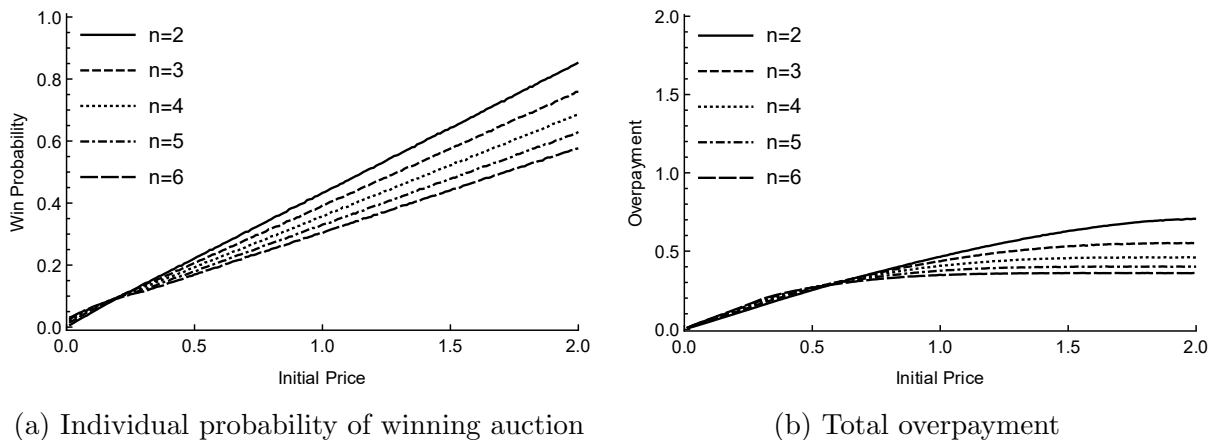 1.0
0.8
0.6
0.4
0.2
0.0
Win Probability
n=2
n=3
n=4
n=5
n=6
0.0 0.5 1.0 1.5 2.0
Initial Price
(a) Individual probability of winning auction
2.0
1.5
1.0
0.5
0.0
Overpayment
n=2
n=3
n=4
n=5
n=6
0.0 0.5 1.0 1.5 2.0
Initial Price
(b) Total overpayment